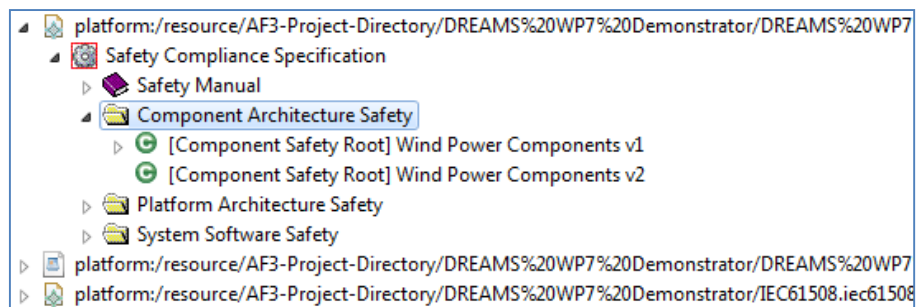 platform:/resource/AF3-Project-Directory/DREAMS%20WP7%20Demonstrator/DREAMS%20WP7
Safety Compliance Specification
Safety Manual
Component Architecture Safety
[Component Safety Root] Wind Power Components v1
[Component Safety Root] Wind Power Components v2
Platform Architecture Safety
System Software Safety
platform:/resource/AF3-Project-Directory/DREAMS%20WP7%20Demonstrator/DREAMS%20WP7
platform:/resource/AF3-Project-Directory/DREAMS%20WP7%20Demonstrator/IEC61508.iec61508